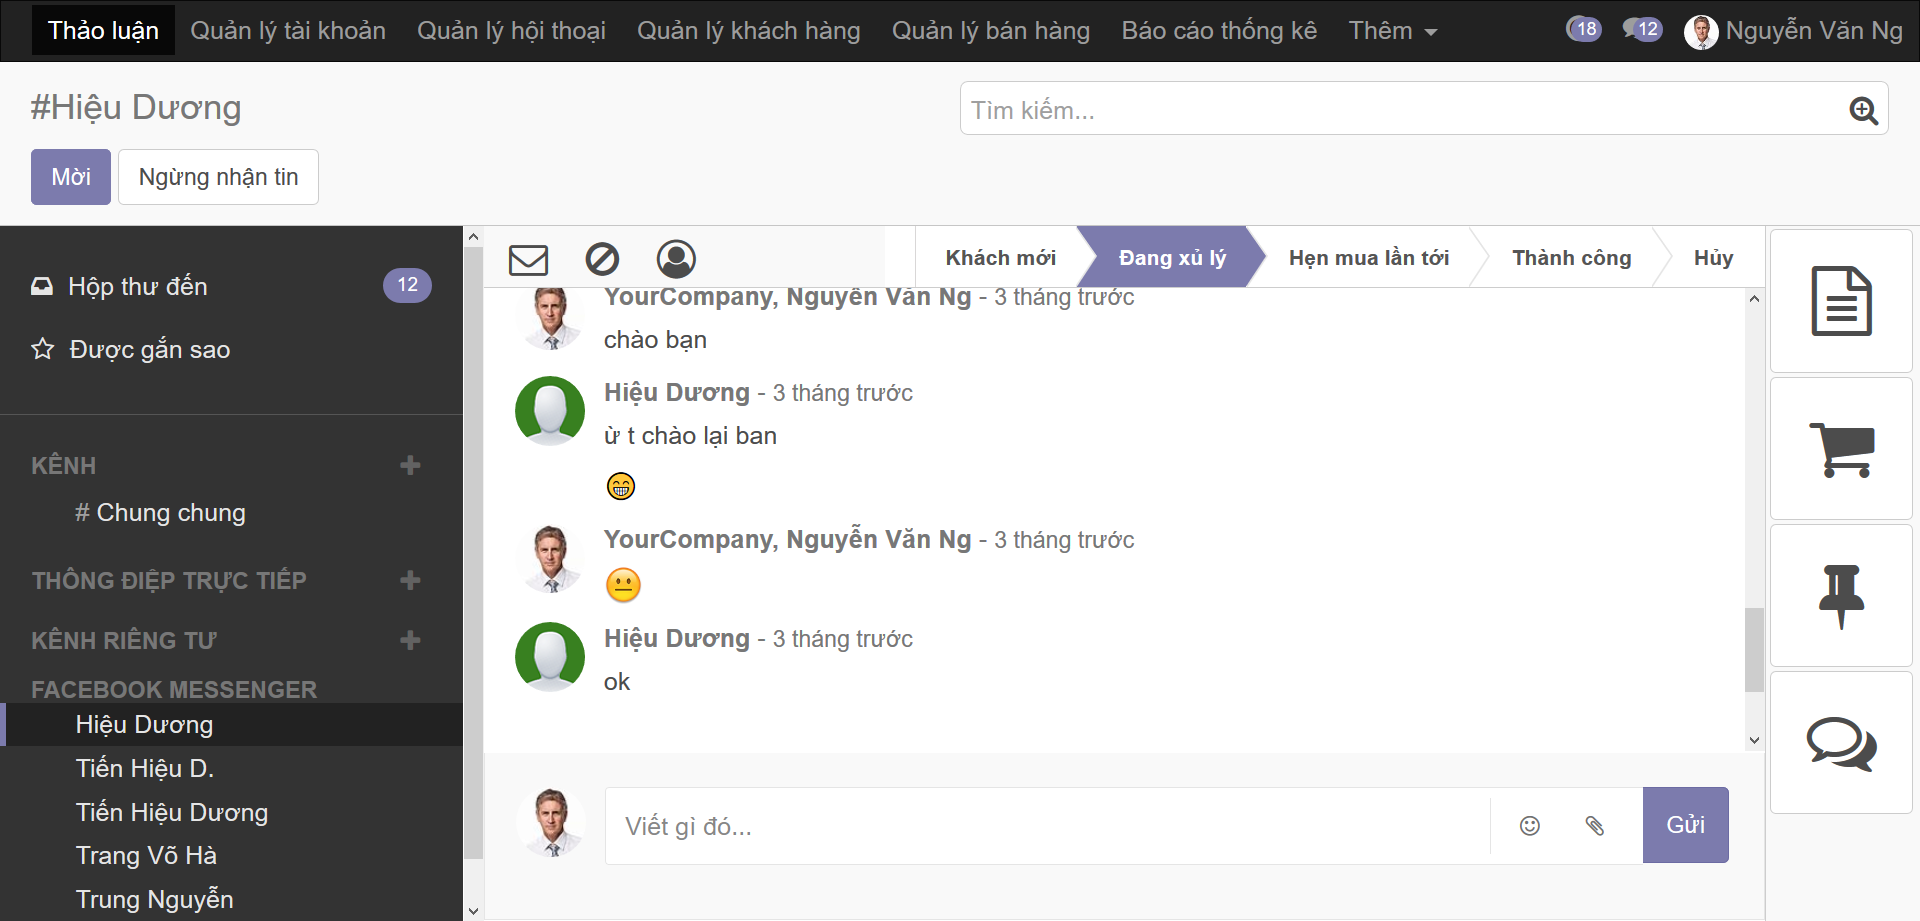 Thảo luận Quản lý tài khoản Quản lý hội thoại Quản lý khách hàng Quản lý bán hàng Báo cáo thống kê Thêm 18 12 Nguyễn Văn Ng
#Hiệu Dương
Tìm kiếm...
Mời Ngừng nhận tin
Hộp thư đến 12
Được gắn sao
KÊNH
# Chung chung
THÔNG ĐIỆP TRỰC TIẾP
KÊNH RIÊNG TƯ
FACEBOOK MESSENGER
Hiệu Dương
Tiến Hiệu D.
Tiến Hiệu Dương
Trang Võ Hà
Trung Nguyễn
Khách mới Đang xủ lý Hẹn mua lần tới Thành công Hủy
YourCompany, Nguyễn Văn Ng - 3 tháng trước
chào bạn
Hiệu Dương - 3 tháng trước
ừ t chào lại ban
😁
YourCompany, Nguyễn Văn Ng - 3 tháng trước
😐
Hiệu Dương - 3 tháng trước
ok
Viết gì đó...
Gửi